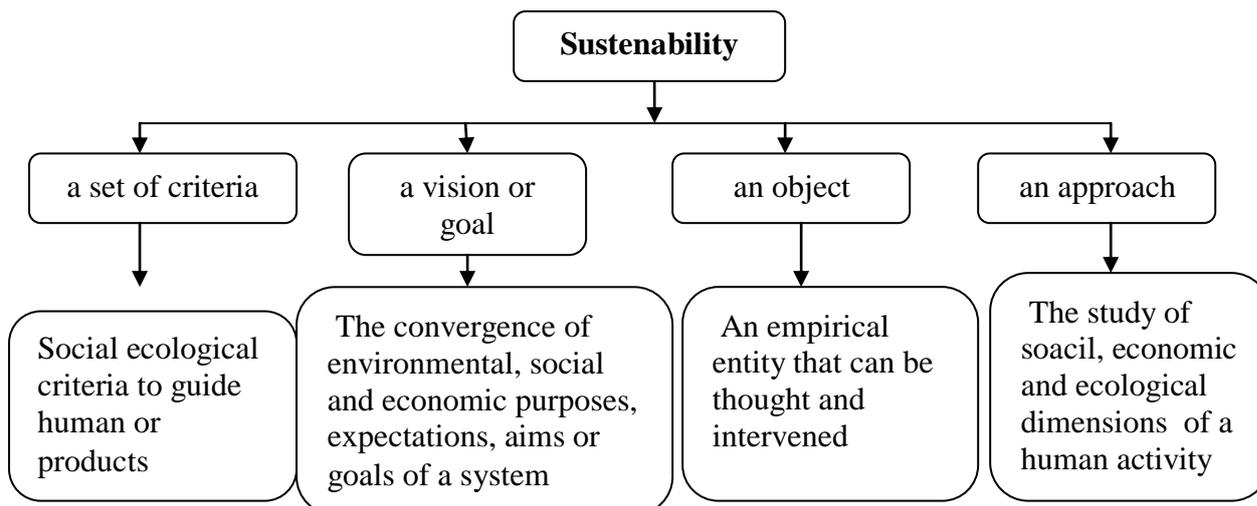 Sustenability
a set of criteria
a vision or
goal
an object
an approach
Social ecological
criteria to guide
human or
products
The convergence of
environmental, social
and economic purposes,
expectations, aims or
goals of a system
An empirical
entity that can be
thought and
intervened
The study of
soacil, economic
and ecological
dimensions of a
human activity